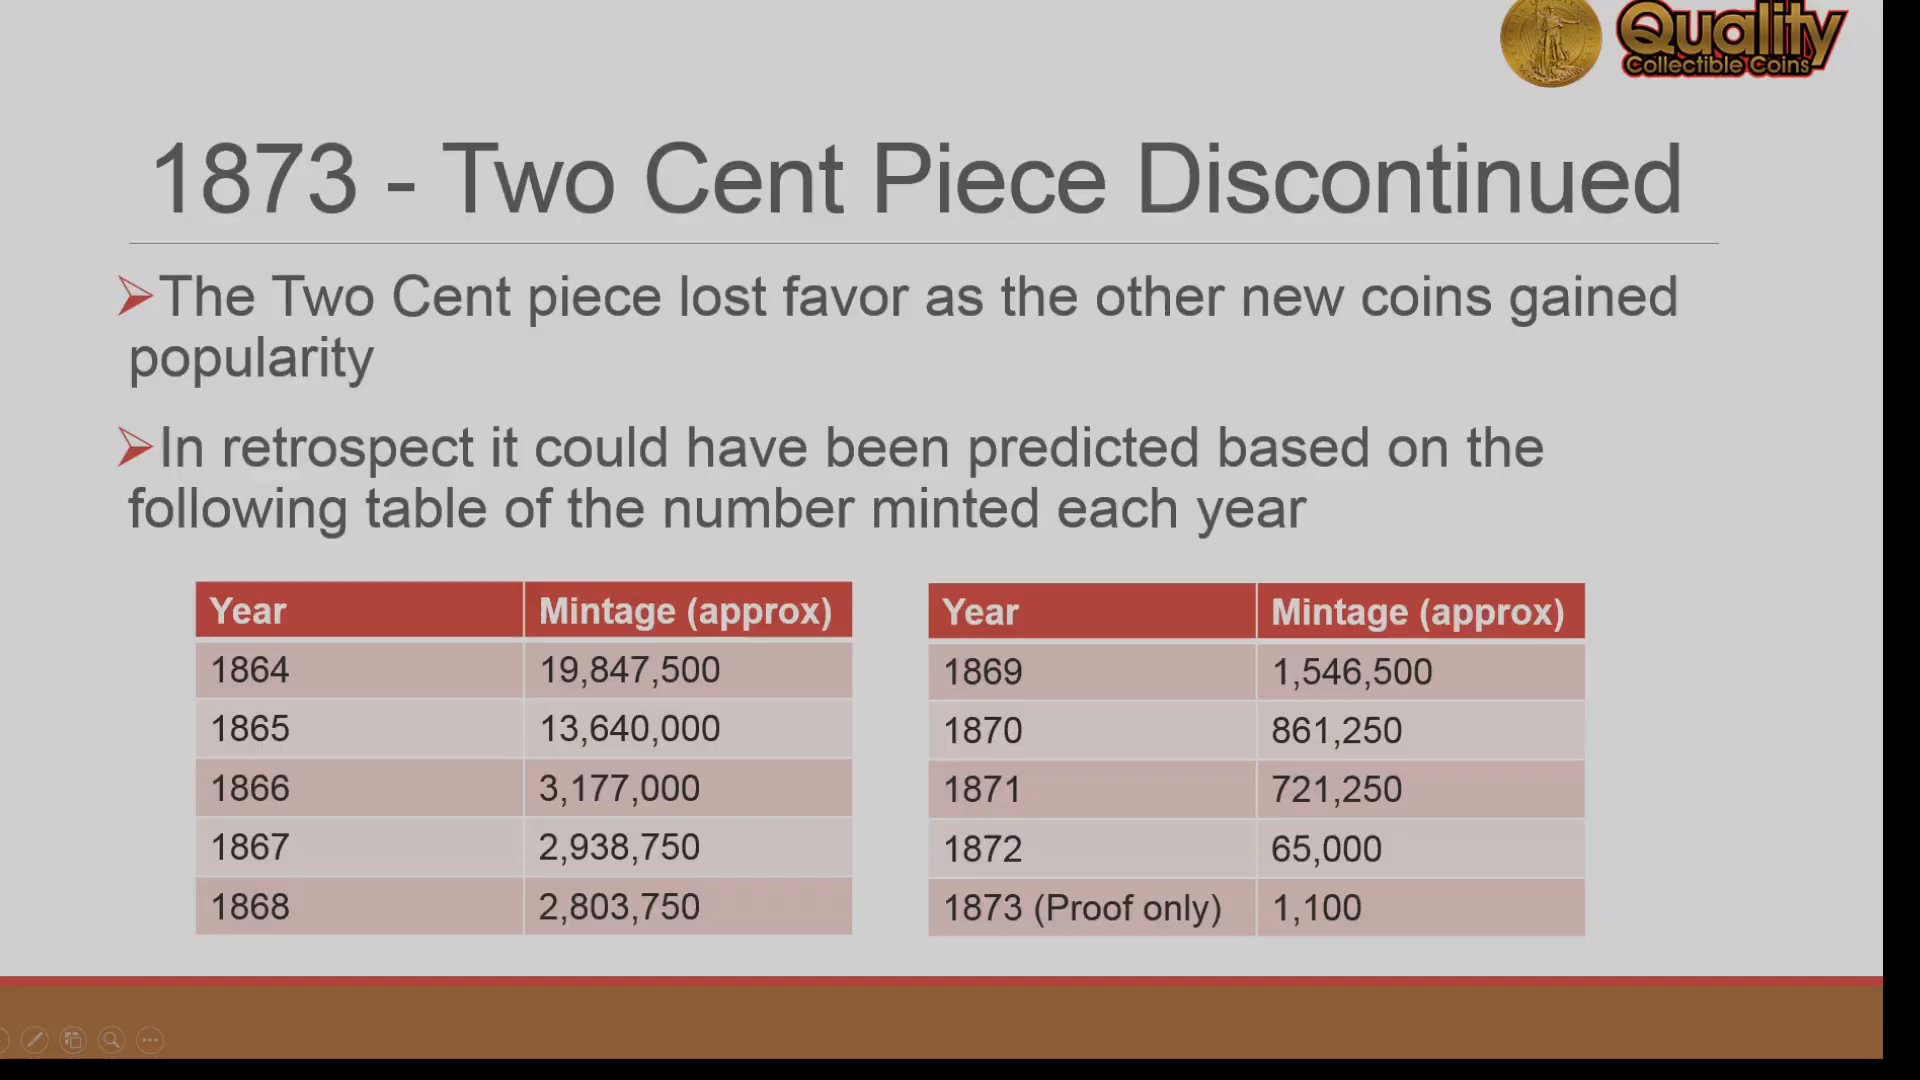 Quality
Collectible Coins
1873 - Two Cent Piece Discontinued
The Two Cent piece lost favor as the other new coins gained
popularity
In retrospect it could have been predicted based on the
following table of the number minted each year
Year Mintage (approx)
1864 19,847,500
1865 13,640,000
1866 3,177,000
1867 2,938,750
1868 2,803,750
Year Mintage (approx)
1869 1,546,500
1870 861,250
1871 721,250
1872 65,000
1873 (Proof only) 1,100